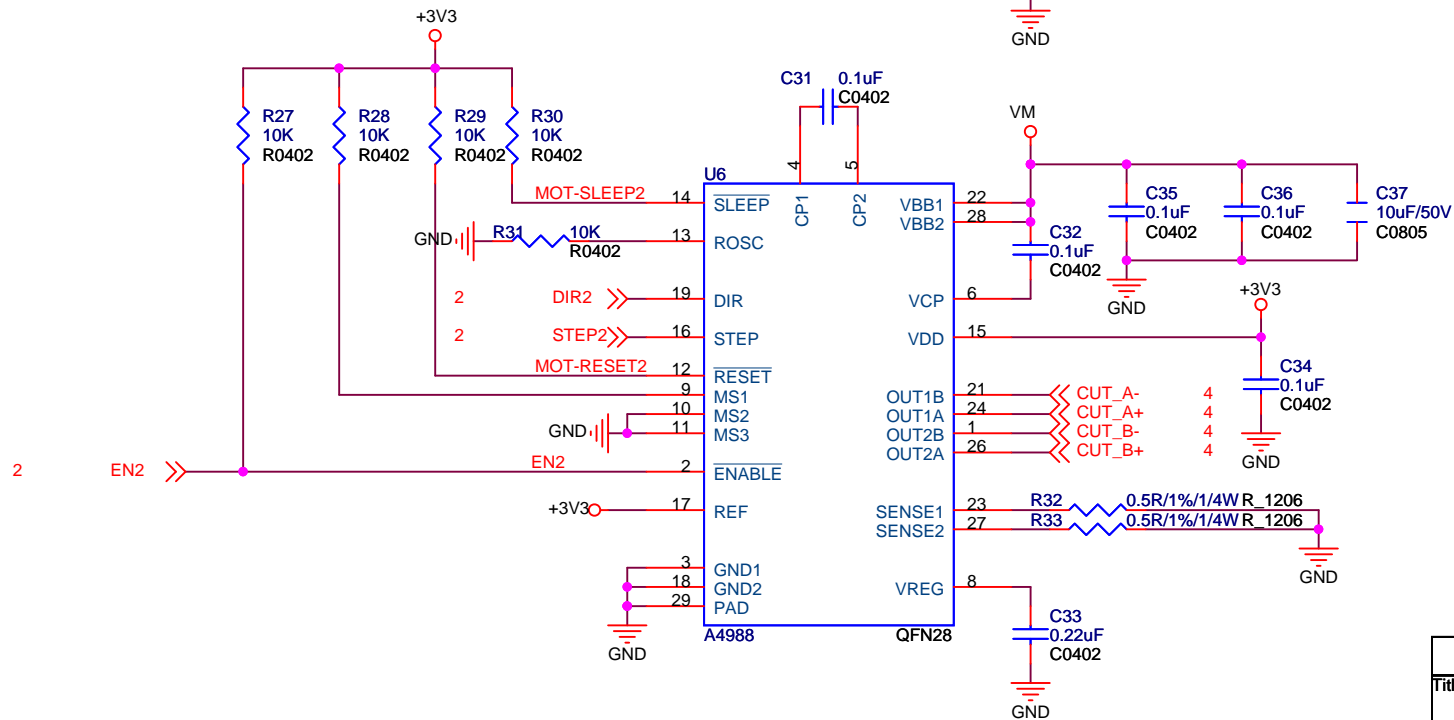 +3V3
GND
R27
10K
R0402
R28
10K
R0402
R29
10K
R0402
R30
10K
R0402
C31
0.1uF
C0402
VM
C35
0.1uF
C0402
C36
0.1uF
C0402
C37
10uF/50V
C0805
GND
U6
4
5
CP1
CP2
MOT-SLEEP2
14
SLEEP
GND
R31
10K
R0402
13
ROSC
2
DIR2
19
DIR
2
STEP2
16
STEP
MOT-RESET2
12
RESET
9
MS1
10
MS2
GND
11
MS3
2
EN2
EN2
2
ENABLE
+3V3
17
REF
3
GND1
18
GND2
29
PAD
GND
A4988
QFN28
VBB1
22
VBB2
28
C32
0.1uF
C0402
VCP
6
VDD
15
+3V3
C34
0.1uF
C0402
GND
OUT1B
21
CUT_A-
4
OUT1A
24
CUT_A+
4
OUT2B
1
CUT_B-
4
OUT2A
26
CUT_B+
4
SENSE1
23
R32
0.5R/1%/1/4W
R_1206
SENSE2
27
R33
0.5R/1%/1/4W
R_1206
GND
VREG
8
C33
0.22uF
C0402
GND